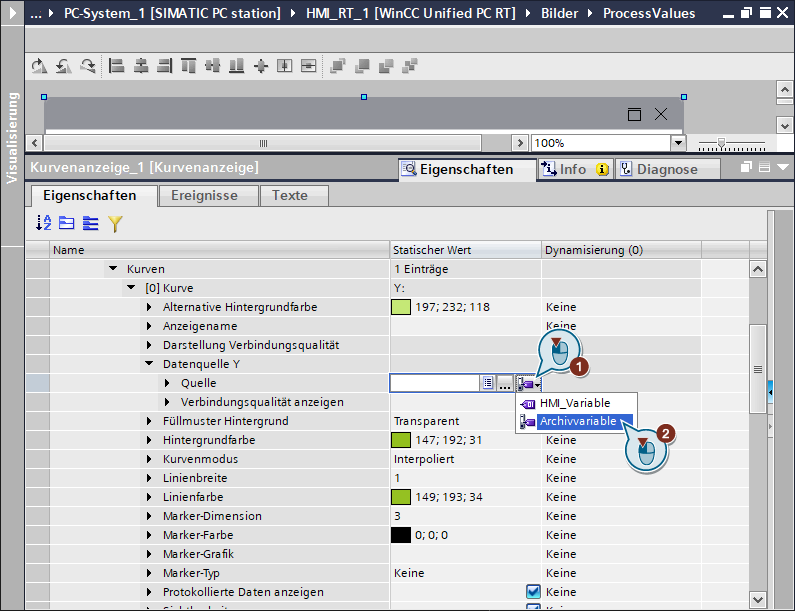 ... ▸ PC-System_1 [SIMATIC PC station] ▸ HMI_RT_1 [WinCC Unified PC RT] ▸ Bilder ▸ ProcessValues
Visualisierung
100%
Kurvenanzeige_1 [Kurvenanzeige]
Eigenschaften Info Diagnose
Eigenschaften Ereignisse Texte
Name Statischer Wert Dynamisierung (0)
Kurven 1 Einträge
[0] Kurve Y:
Alternative Hintergrundfarbe 197; 232; 118 Keine
Anzeigename Keine
Darstellung Verbindungsqualität
Datenquelle Y
Quelle ...
1
Verbindungsqualität anzeigen
HMI_Variable
Archivvariable
2
Füllmuster Hintergrund Transparent Keine
Hintergrundfarbe 147; 192; 31 Keine
Kurvenmodus Interpoliert Keine
Linienbreite 1 Keine
Linienfarbe 149; 193; 34 Keine
Marker-Dimension 3 Keine
Marker-Farbe 0; 0; 0 Keine
Marker-Grafik Keine
Marker-Typ Keine Keine
Protokollierte Daten anzeigen Keine